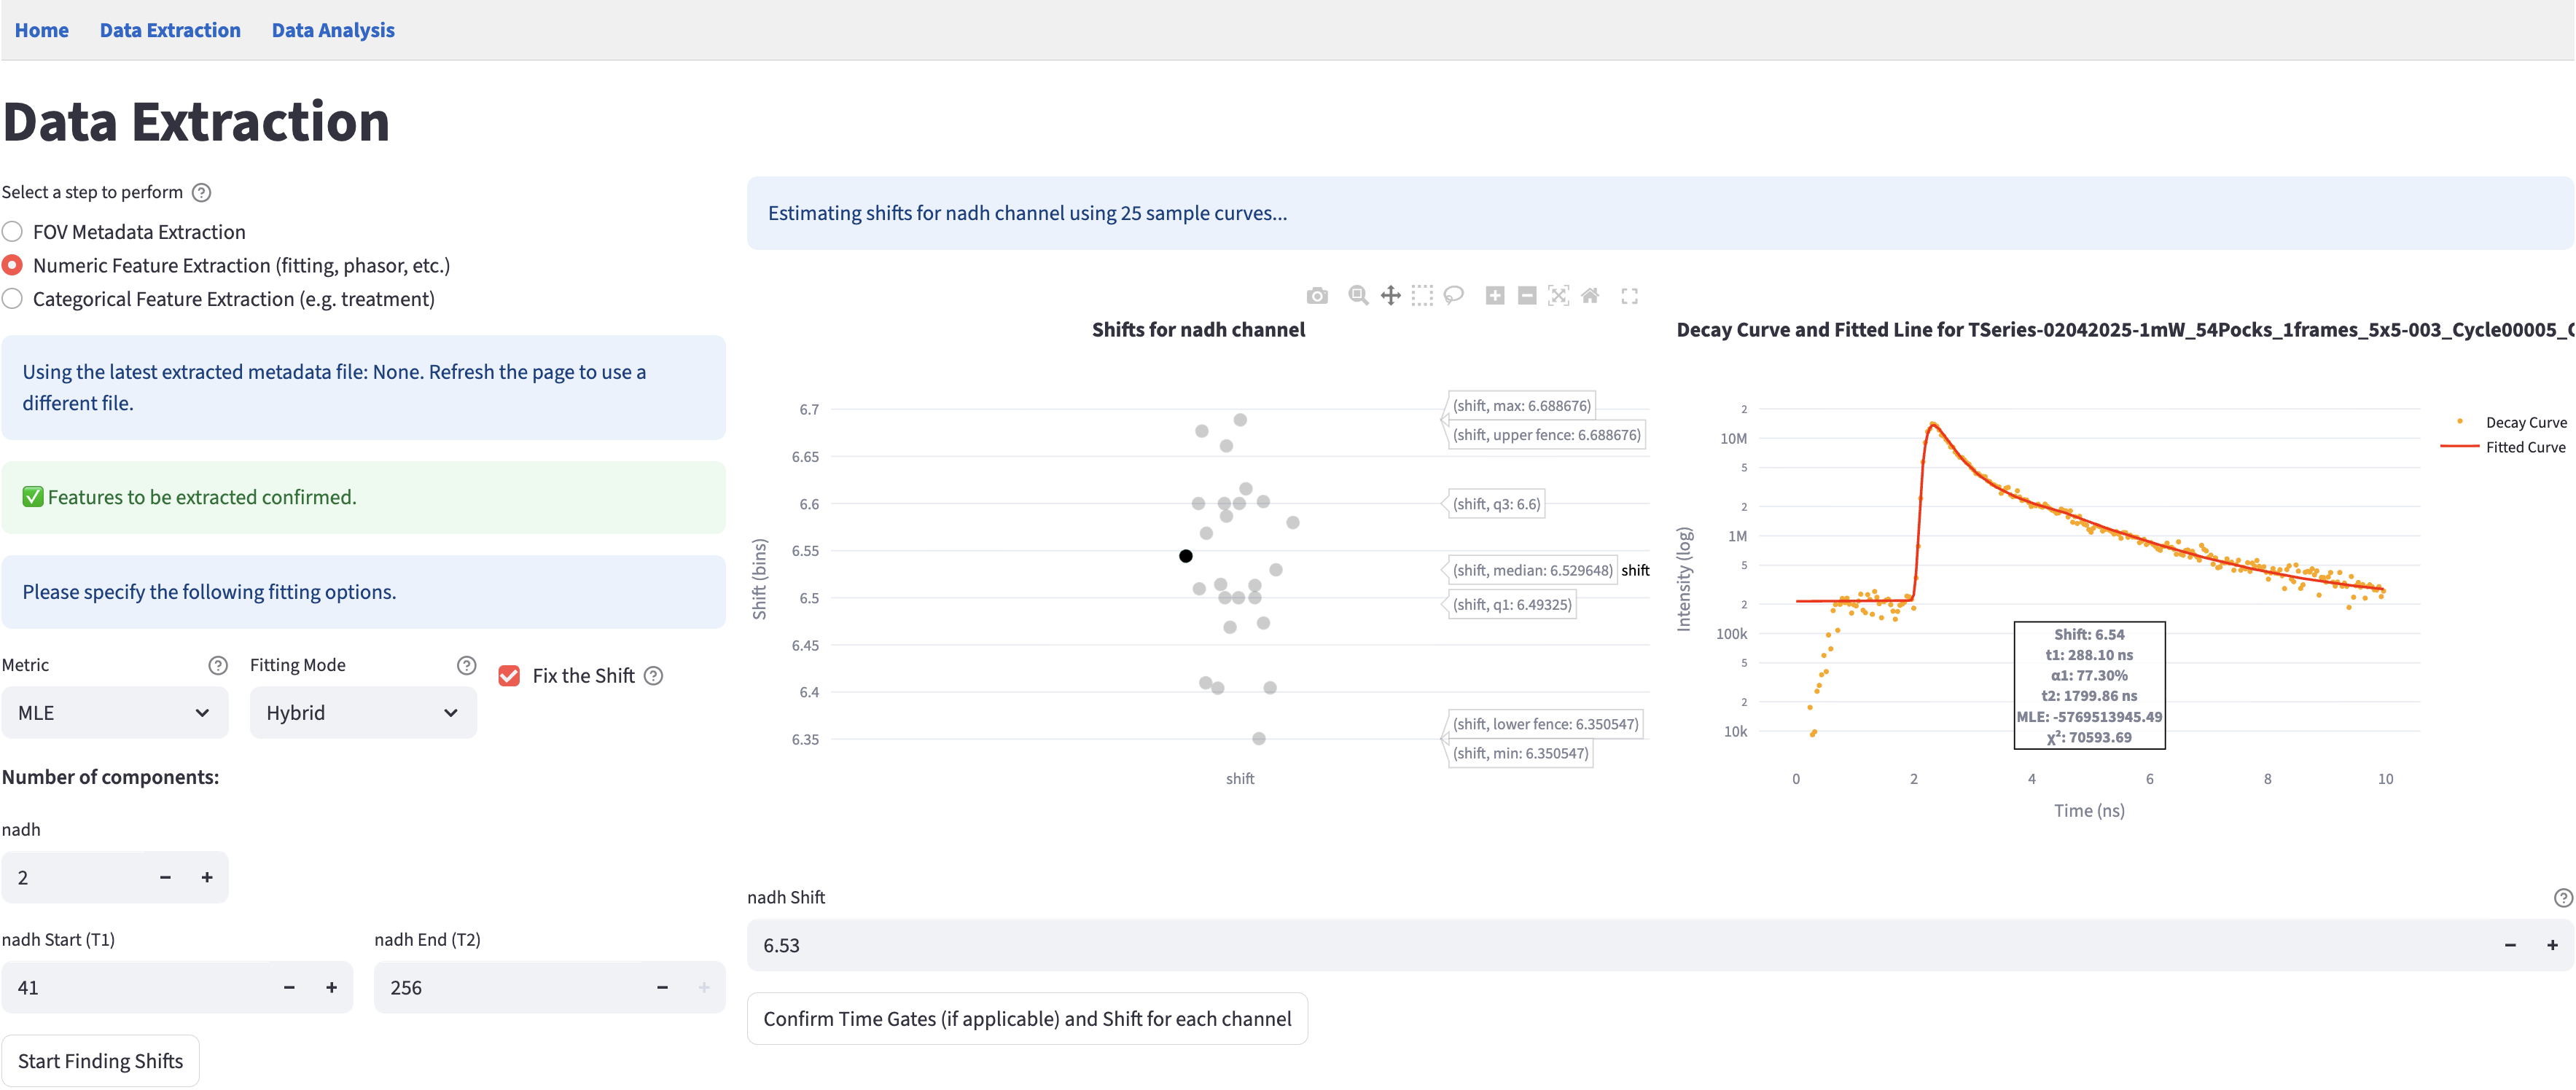 Home Data Extraction Data Analysis
Data Extraction
Select a step to perform
FOV Metadata Extraction
Numeric Feature Extraction (fitting, phasor, etc.)
Categorical Feature Extraction (e.g. treatment)
Using the latest extracted metadata file: None. Refresh the page to use a
different file.
✅ Features to be extracted confirmed.
Please specify the following fitting options.
Metric
Fitting Mode
Fix the Shift
MLE
Hybrid
Number of components:
nadh
2
nadh Start (T1)
nadh End (T2)
41
256
Start Finding Shifts
Estimating shifts for nadh channel using 25 sample curves...
Shifts for nadh channel
Shift (bins)
6.7
6.65
6.6
6.55
6.5
6.45
6.4
6.35
(shift, max: 6.688676)
(shift, upper fence: 6.688676)
(shift, q3: 6.6)
(shift, median: 6.529648) shift
(shift, q1: 6.49325)
(shift, lower fence: 6.350547)
(shift, min: 6.350547)
shift
Decay Curve and Fitted Line for TSeries-02042025-1mW_54Pocks_1frames_5x5-003_Cycle00005_
Intensity (log)
2
10M
5
2
1M
5
2
100k
5
2
10k
Decay Curve
Fitted Curve
Shift: 6.54
t1: 288.10 ns
α1: 77.30%
t2: 1799.86 ns
MLE: -5769513945.49
χ²: 70593.69
0 2 4 6 8 10
Time (ns)
nadh Shift
6.53
Confirm Time Gates (if applicable) and Shift for each channel